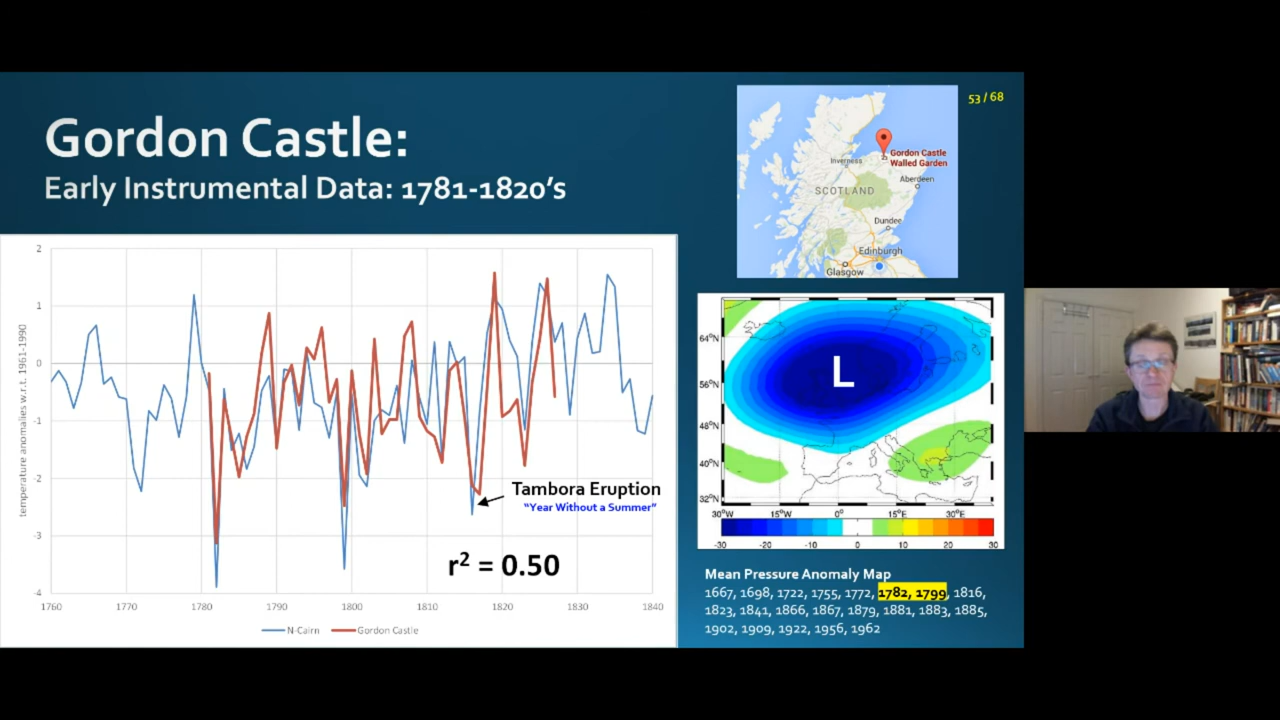 Gordon Castle:
Early Instrumental Data: 1781-1820's
53 / 68
Gordon Castle
Walled Garden
Inverness
Aberdeen
SCOTLAND
Dundee
Edinburgh
Glasgow
temperature anomalies w.r.t. 1961-1990
2
1
0
-1
-2
-3
-4
1760
1770
1780
1790
1800
1810
1820
1830
1840
Tambora Eruption
"Year Without a Summer"
r² = 0.50
N-Cairn
Gordon Castle
L
64°N
56°N
48°N
40°N
32°N
30°W
15°W
0°
15°E
30°E
-30
-20
-10
0
10
20
30
Mean Pressure Anomaly Map
1667, 1698, 1722, 1755, 1772, 1782, 1799, 1816,
1823, 1841, 1866, 1867, 1879, 1881, 1883, 1885,
1902, 1909, 1922, 1956, 1962